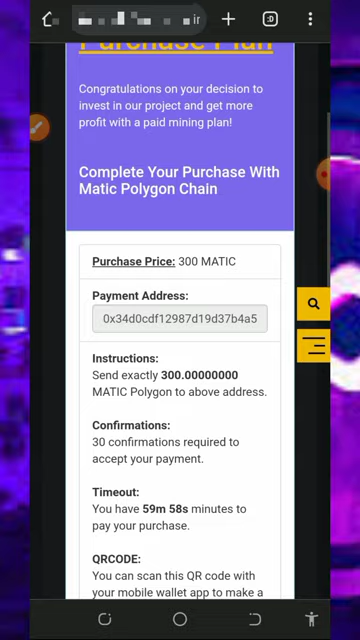 ir
:D
Purchase Plan
Congratulations on your decision to
invest in our project and get more
profit with a paid mining plan!
Complete Your Purchase With
Matic Polygon Chain
Purchase Price: 300 MATIC
Payment Address:
0x34d0cdf12987d19d37b4a5
Instructions:
Send exactly 300.00000000
MATIC Polygon to above address.
Confirmations:
30 confirmations required to
accept your payment.
Timeout:
You have 59m 58s minutes to
pay your purchase.
QRCODE:
You can scan this QR code with
your mobile wallet app to make a